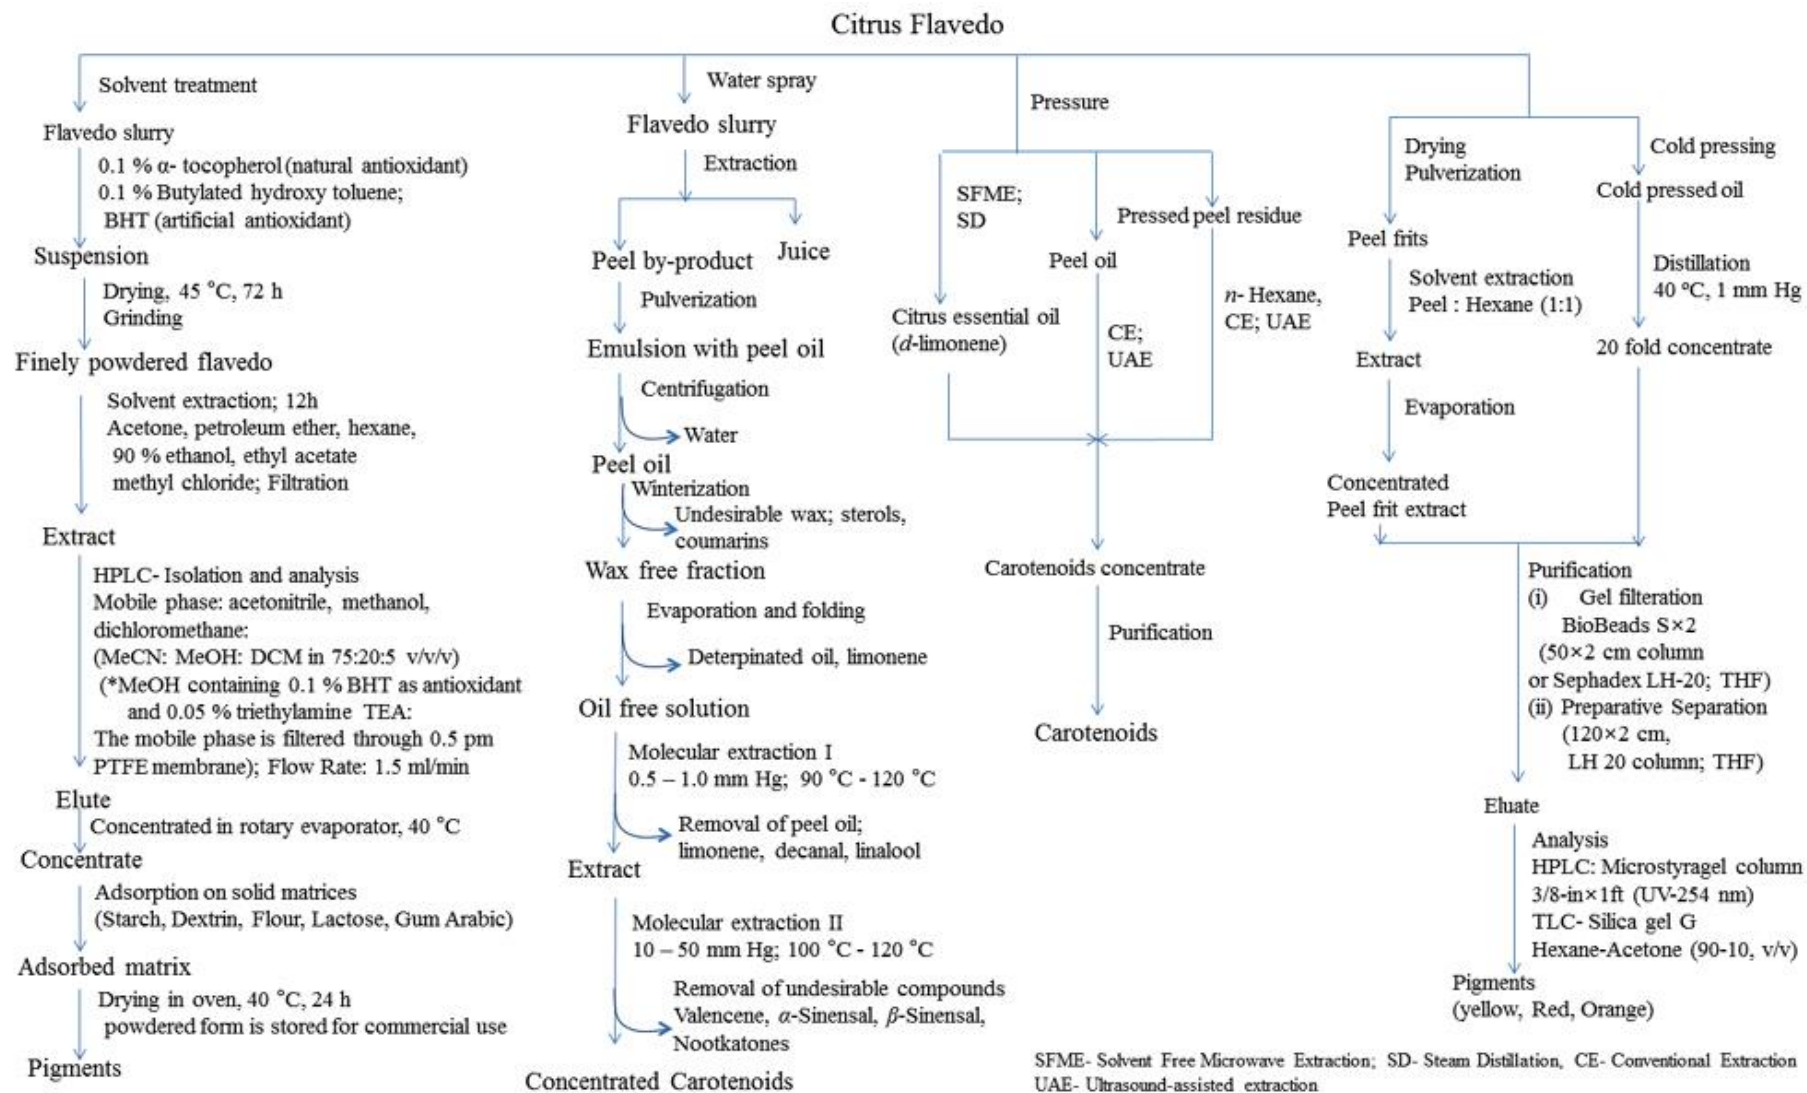 Citrus Flavedo
Solvent treatment
Flavedo slurry
0.1 % α- tocopherol (natural antioxidant)
0.1 % Butylated hydroxy toluene;
BHT (artificial antioxidant)
Suspension
Drying, 45 °C, 72 h
Grinding
Finely powdered flavedo
Solvent extraction; 12h
Acetone, petroleum ether, hexane,
90 % ethanol, ethyl acetate
methyl chloride; Filtration
Extract
HPLC- Isolation and analysis
Mobile phase: acetonitrile, methanol,
dichloromethane:
(MeCN: MeOH: DCM in 75:20:5 v/v/v)
(*MeOH containing 0.1 % BHT as antioxidant
and 0.05 % triethylamine TEA:
The mobile phase is filtered through 0.5 pm
PTFE membrane); Flow Rate: 1.5 ml/min
Elute
Concentrated in rotary evaporator, 40 °C
Concentrate
Adsorption on solid matrices
(Starch, Dextrin, Flour, Lactose, Gum Arabic)
Adsorbed matrix
Drying in oven, 40 °C, 24 h
powdered form is stored for commercial use
Pigments
Water spray
Flavedo slurry
Extraction
Peel by-product
Juice
Pulverization
Emulsion with peel oil
Centrifugation
Water
Peel oil
Winterization
Undesirable wax; sterols,
coumarins
Wax free fraction
Evaporation and folding
Deterpinated oil, limonene
Oil free solution
Molecular extraction I
0.5 – 1.0 mm Hg; 90 °C - 120 °C
Removal of peel oil;
limonene, decanal, linalool
Extract
Molecular extraction II
10 – 50 mm Hg; 100 °C - 120 °C
Removal of undesirable compounds
Valencene, α-Sinensal, β-Sinensal,
Nootkatones
Concentrated Carotenoids
Pressure
SFME;
SD
Citrus essential oil
(d-limonene)
Peel oil
CE;
UAE
Pressed peel residue
n- Hexane,
CE; UAE
Carotenoids concentrate
Purification
Carotenoids
Drying
Pulverization
Peel frits
Solvent extraction
Peel : Hexane (1:1)
Extract
Evaporation
Concentrated
Peel frit extract
Cold pressing
Cold pressed oil
Distillation
40 °C, 1 mm Hg
20 fold concentrate
Purification
(i) Gel filteration
BioBeads S×2
(50×2 cm column
or Sephadex LH-20; THF)
(ii) Preparative Separation
(120×2 cm,
LH 20 column; THF)
Eluate
Analysis
HPLC: Microstyragel column
3/8-in×1ft (UV-254 nm)
TLC- Silica gel G
Hexane-Acetone (90-10, v/v)
Pigments
(yellow, Red, Orange)
SFME- Solvent Free Microwave Extraction; SD- Steam Distillation, CE- Conventional Extraction
UAE- Ultrasound-assisted extraction